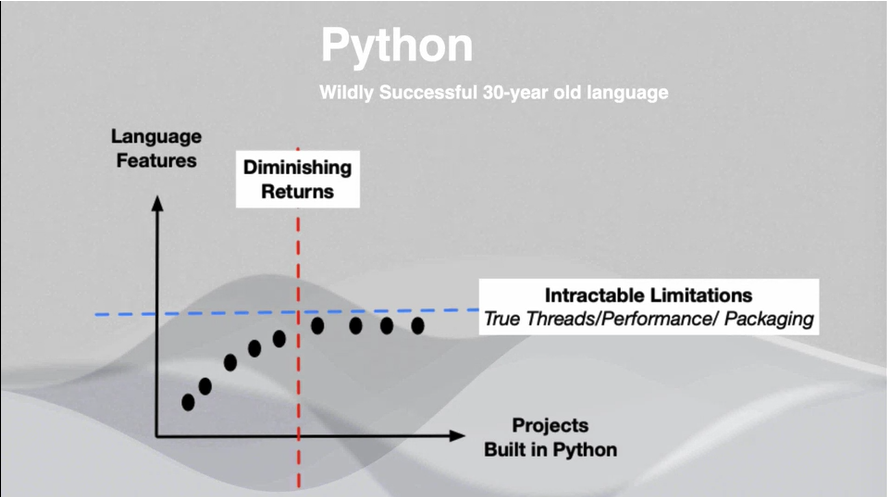 Python
Wildly Successful 30-year old language
Language
Features
Diminishing
Returns
Intractable Limitations
True Threads/Performance/ Packaging
Projects
Built in Python